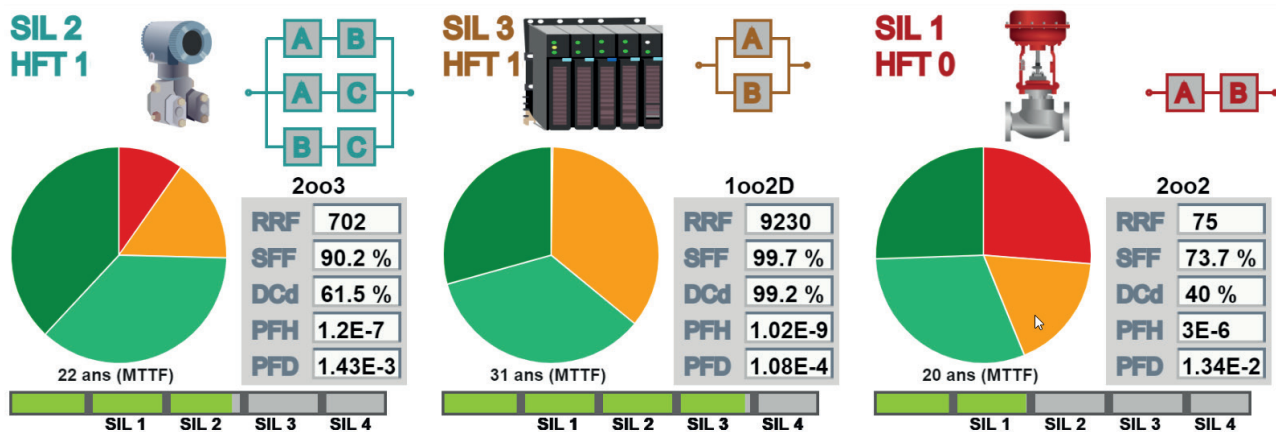 SIL 2
HFT 1
A B
A C
B C
2oo3
RRF 702
SFF 90.2 %
DCd 61.5 %
PFH 1.2E-7
PFD 1.43E-3
22 ans (MTTF)
SIL 1 SIL 2 SIL 3 SIL 4
SIL 3
HFT 1
A
B
1oo2D
RRF 9230
SFF 99.7 %
DCd 99.2 %
PFH 1.02E-9
PFD 1.08E-4
31 ans (MTTF)
SIL 1 SIL 2 SIL 3 SIL 4
SIL 1
HFT 0
A B
2oo2
RRF 75
SFF 73.7 %
DCd 40 %
PFH 3E-6
PFD 1.34E-2
20 ans (MTTF)
SIL 1 SIL 2 SIL 3 SIL 4